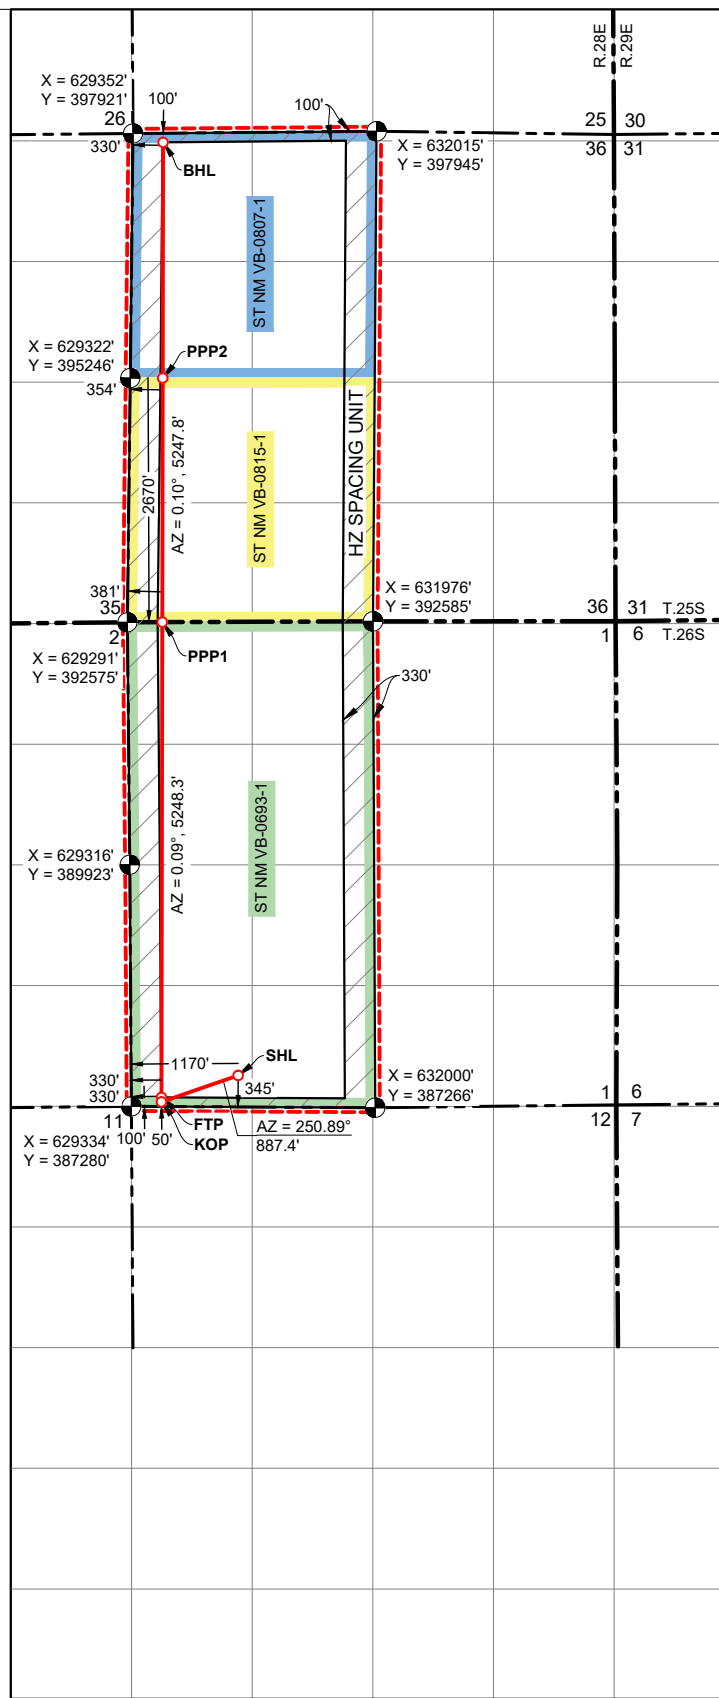 R.28E
R.29E
X = 629352'
Y = 397921'
100'
100'
26
25 30
36 31
330'
BHL
X = 632015'
Y = 397945'
ST NM VB-0807-1
X = 629322'
Y = 395246'
PPP2
354'
HZ SPACING UNIT
AZ = 0.10°, 5247.8'
2670'
ST NM VB-0815-1
381'
35
2
X = 631976'
Y = 392585'
36 31
T.25S
1 6
T.26S
X = 629291'
Y = 392575'
PPP1
330'
AZ = 0.09°, 5248.3'
ST NM VB-0693-1
X = 629316'
Y = 389923'
1170'
SHL
330'
330'
345'
X = 632000'
Y = 387266'
1 6
12 7
11
100'
50'
FTP
KOP
AZ = 250.89°
887.4'
X = 629334'
Y = 387280'